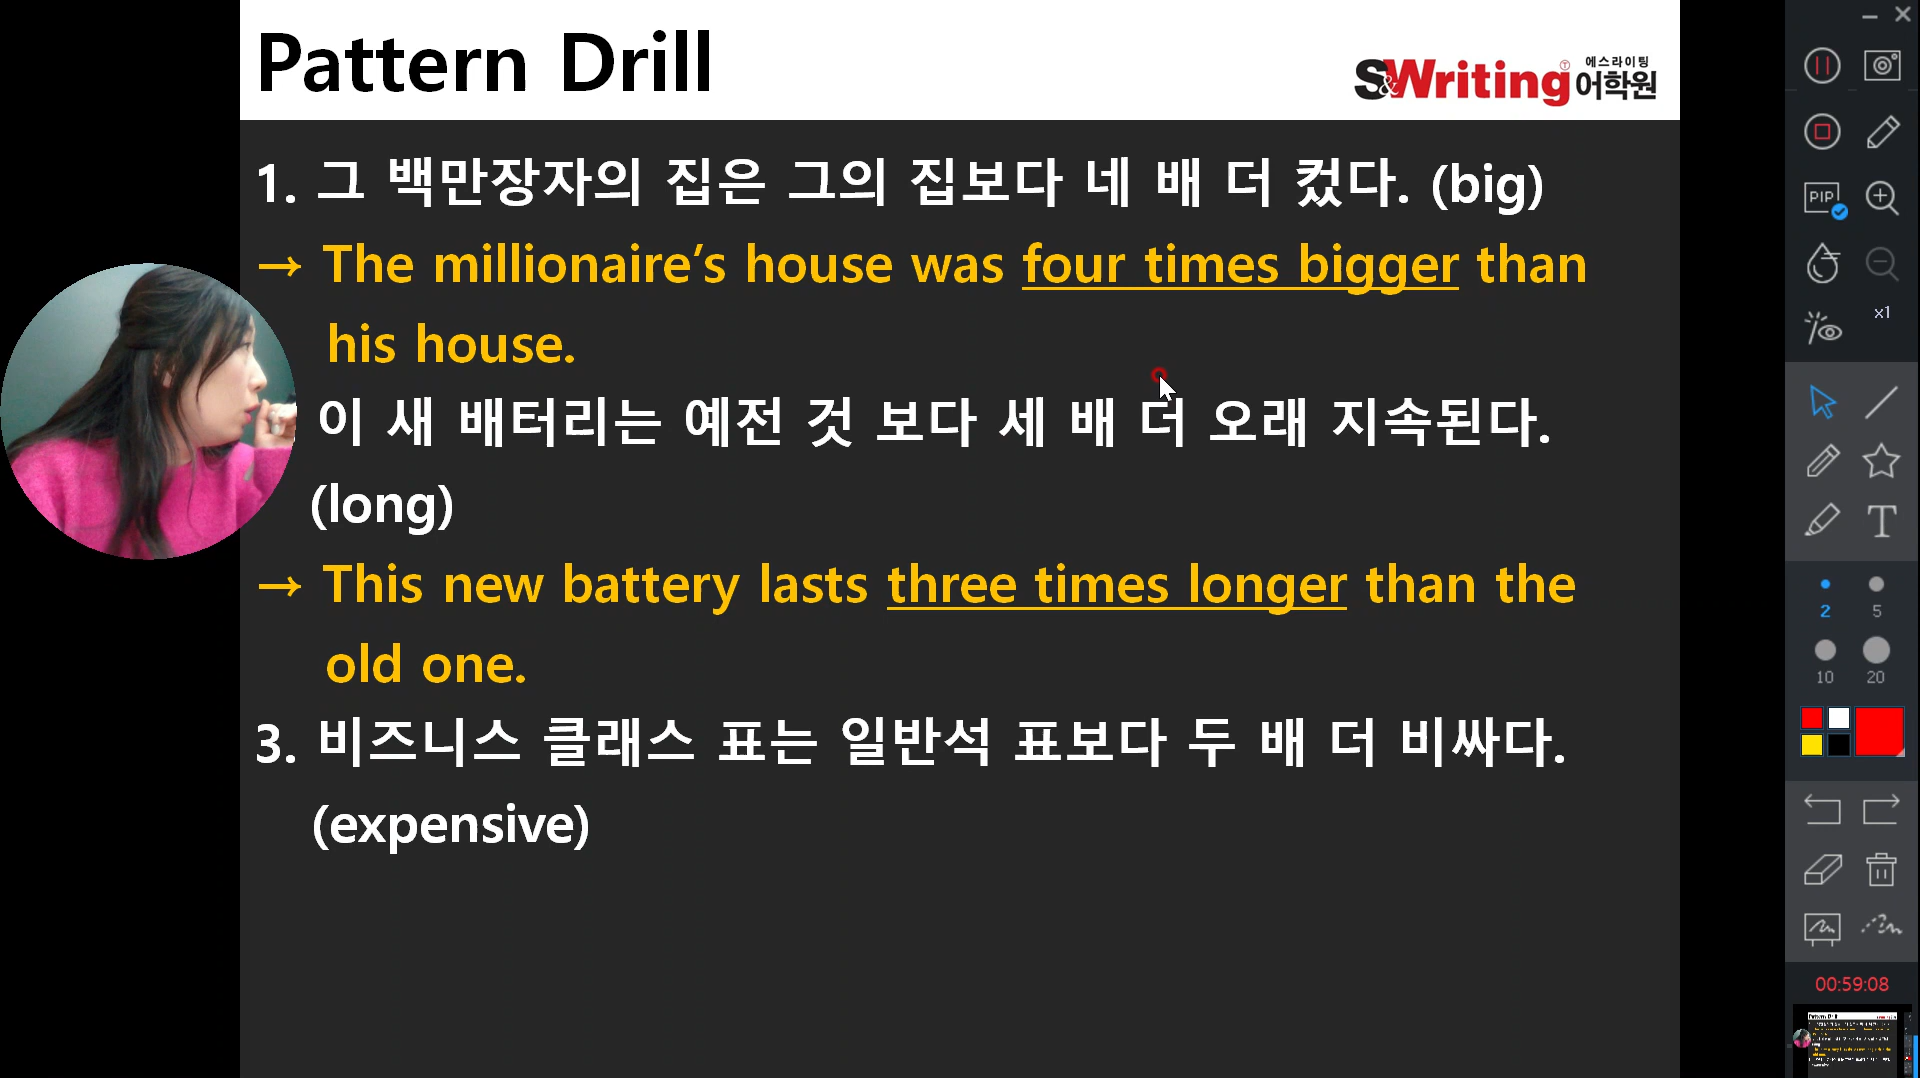 Pattern Drill
S&Writing 에스라이팅 어학원
1. 그 백만장자의 집은 그의 집보다 네 배 더 컸다. (big)
→ The millionaire’s house was four times bigger than
his house.
이 새 배터리는 예전 것 보다 세 배 더 오래 지속된다.
(long)
→ This new battery lasts three times longer than the
old one.
3. 비즈니스 클래스 표는 일반석 표보다 두 배 더 비싸다.
(expensive)
PIP
x1
T
2 5
10 20
00:59:08